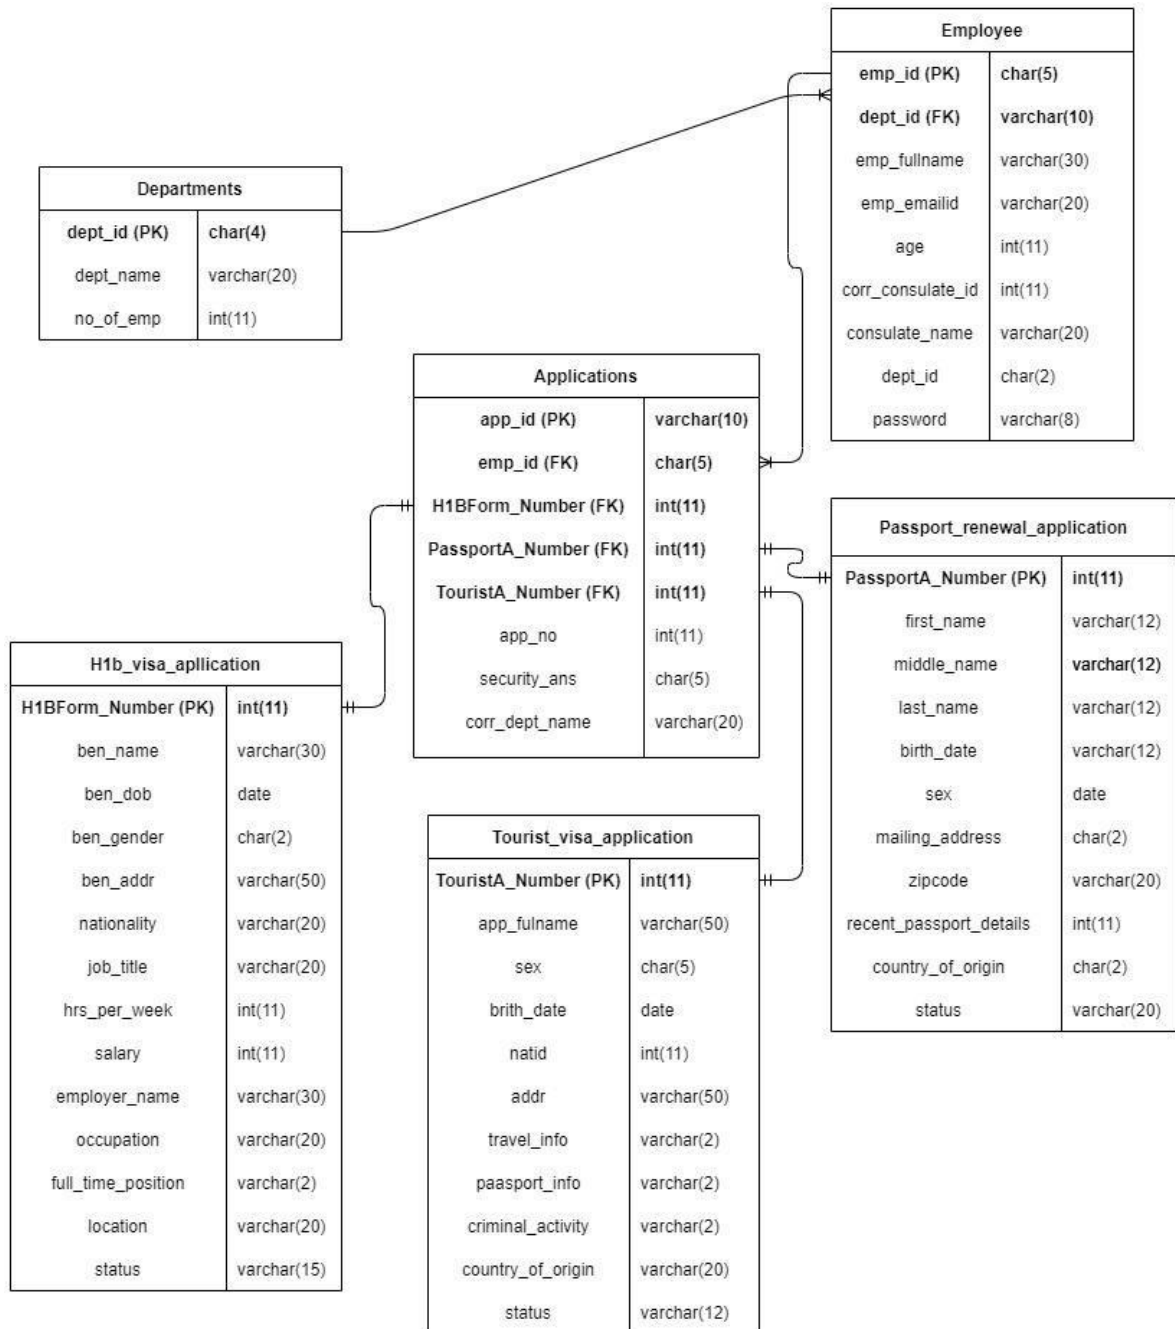 Employee
emp_id (PK) char(5)
dept_id (FK) varchar(10)
emp_fullname varchar(30)
emp_emailid varchar(20)
age int(11)
corr_consulate_id int(11)
consulate_name varchar(20)
dept_id char(2)
password varchar(8)
Departments
dept_id (PK) char(4)
dept_name varchar(20)
no_of_emp int(11)
Applications
app_id (PK) varchar(10)
emp_id (FK) char(5)
H1BForm_Number (FK) int(11)
PassportA_Number (FK) int(11)
TouristA_Number (FK) int(11)
app_no int(11)
security_ans char(5)
corr_dept_name varchar(20)
Passport_renewal_application
PassportA_Number (PK) int(11)
first_name varchar(12)
middle_name varchar(12)
last_name varchar(12)
birth_date varchar(12)
sex date
mailing_address char(2)
zipcode varchar(20)
recent_passport_details int(11)
country_of_origin char(2)
status varchar(20)
H1b_visa_apllication
H1BForm_Number (PK) int(11)
ben_name varchar(30)
ben_dob date
ben_gender char(2)
ben_addr varchar(50)
nationality varchar(20)
job_title varchar(20)
hrs_per_week int(11)
salary int(11)
employer_name varchar(30)
occupation varchar(20)
full_time_position varchar(2)
location varchar(20)
status varchar(15)
Tourist_visa_application
TouristA_Number (PK) int(11)
app_fulname varchar(50)
sex char(5)
brith_date date
natid int(11)
addr varchar(50)
travel_info varchar(2)
paasport_info varchar(2)
criminal_activity varchar(2)
country_of_origin varchar(20)
status varchar(12)